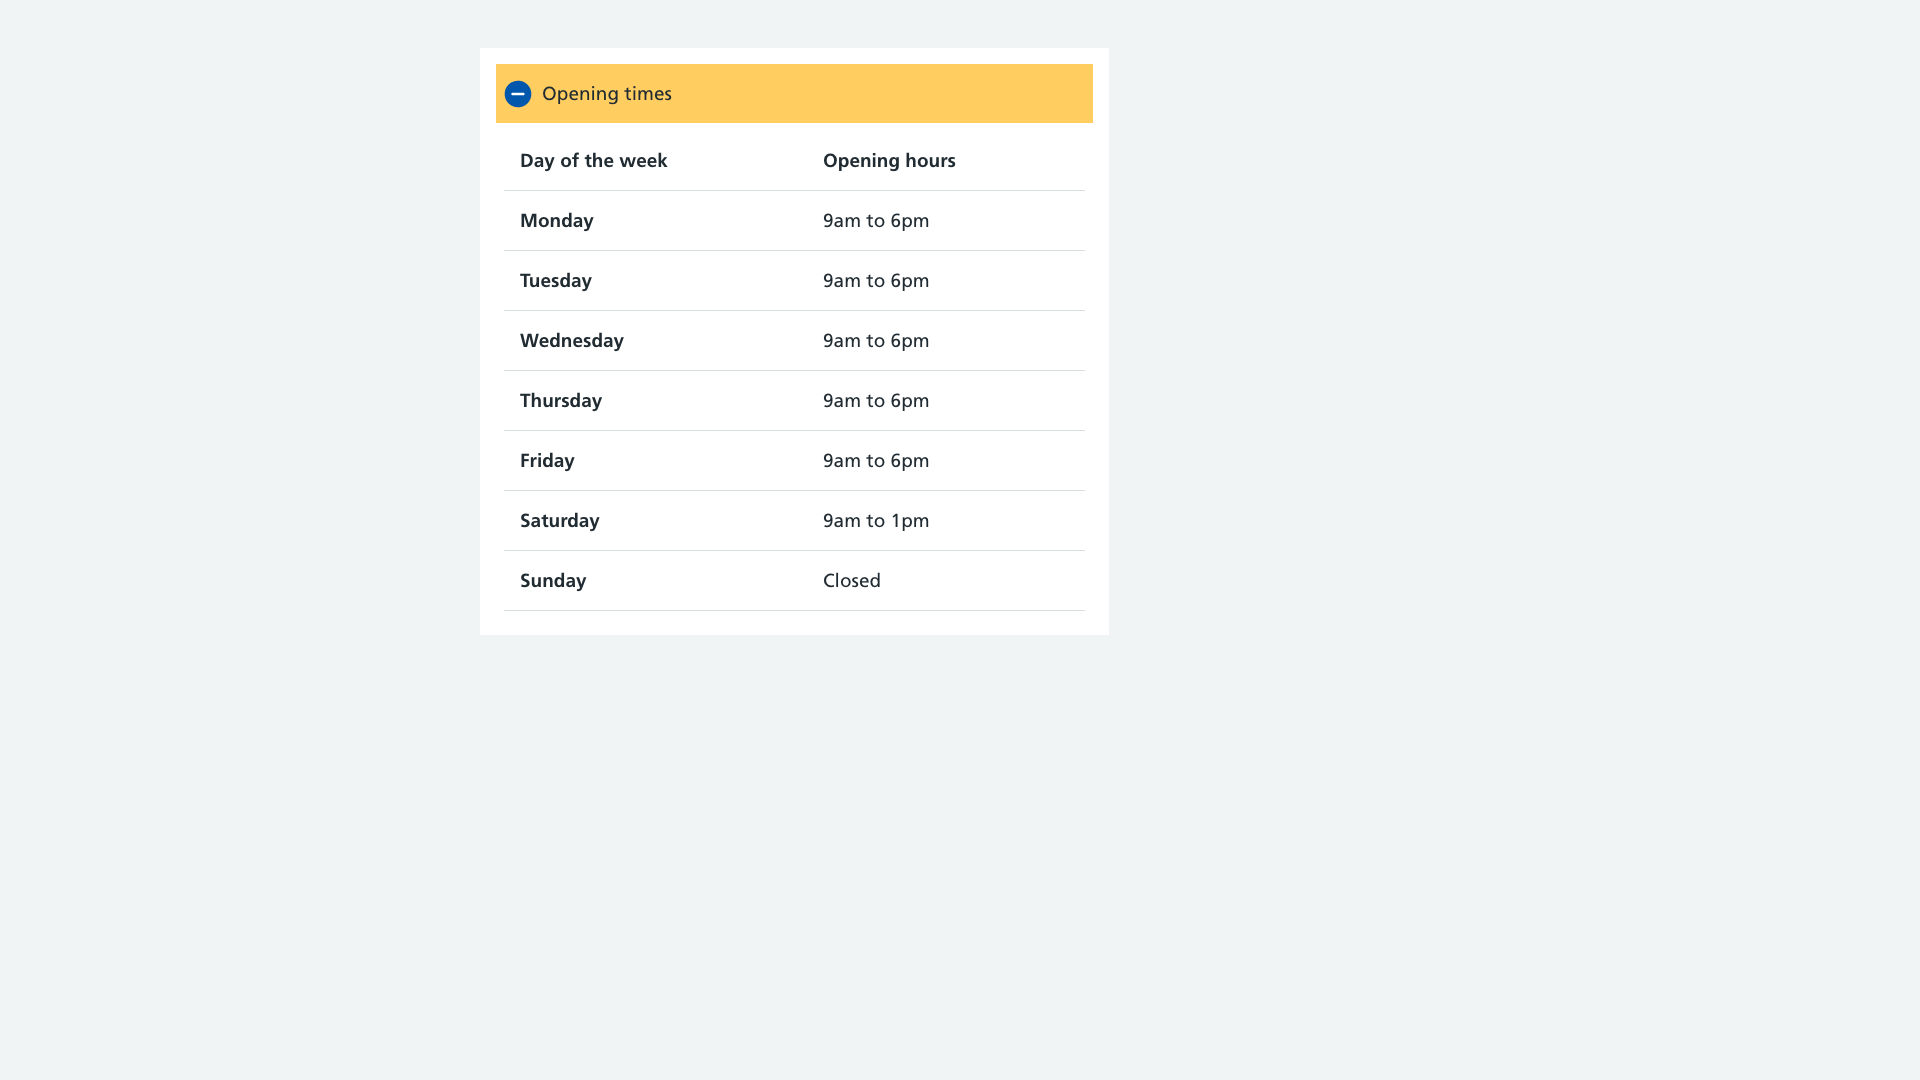 Opening times
Day of the week Opening hours
Monday 9am to 6pm
Tuesday 9am to 6pm
Wednesday 9am to 6pm
Thursday 9am to 6pm
Friday 9am to 6pm
Saturday 9am to 1pm
Sunday Closed